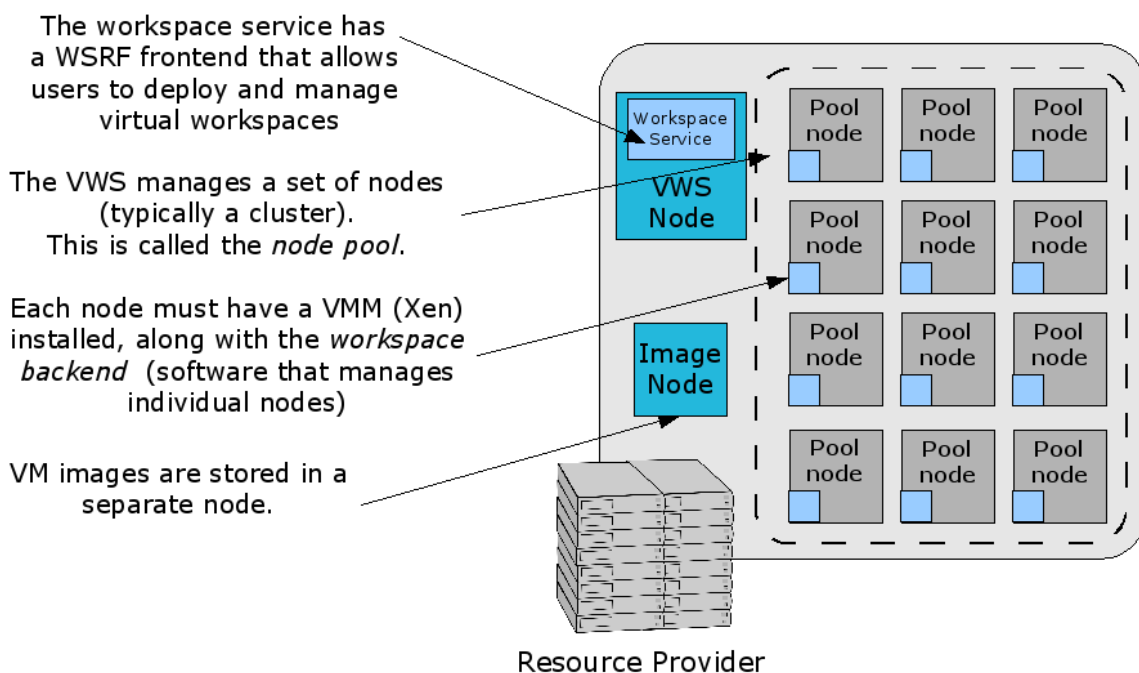 The workspace service has
a WSRF frontend that allows
users to deploy and manage
virtual workspaces
The VWS manages a set of nodes
(typically a cluster).
This is called the node pool.
Each node must have a VMM (Xen)
installed, along with the workspace
backend (software that manages
individual nodes)
VM images are stored in a
separate node.
Workspace
Service
VWS
Node
Image
Node
Pool
node
Pool
node
Pool
node
Pool
node
Pool
node
Pool
node
Pool
node
Pool
node
Pool
node
Pool
node
Pool
node
Pool
node
Resource Provider